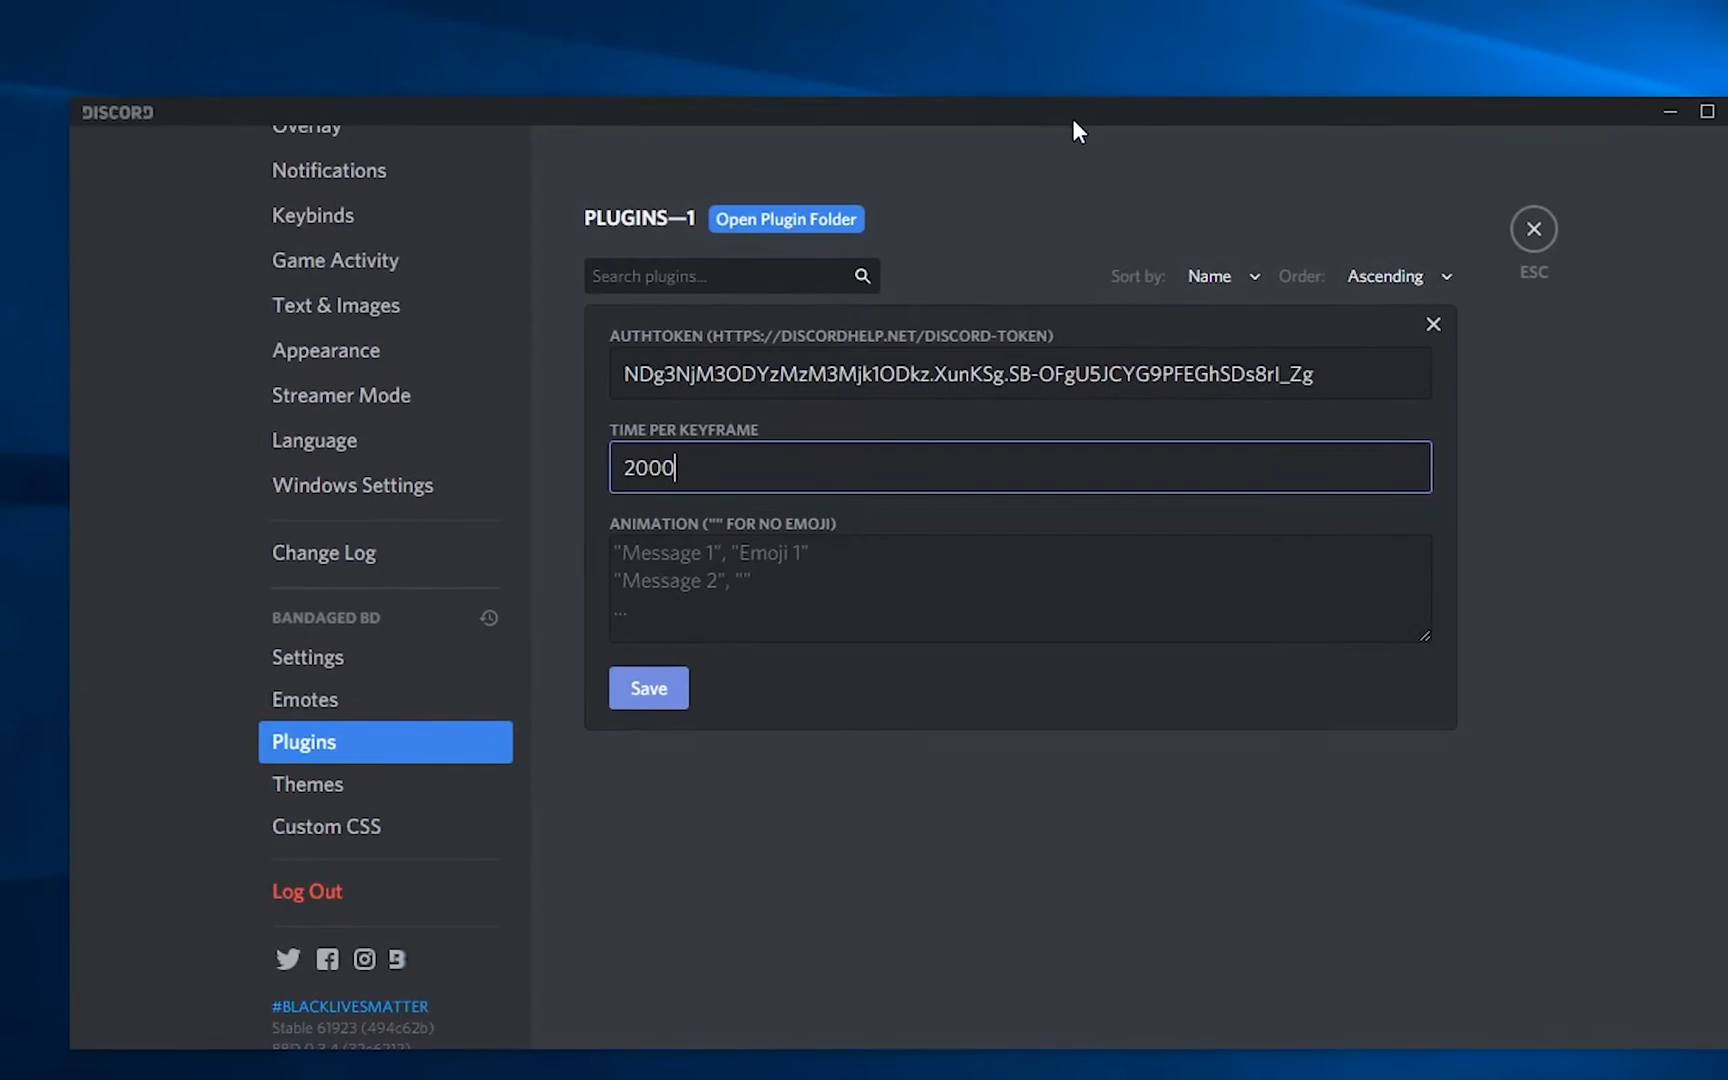 DISCORD
Overlay
Notifications
Keybinds
Game Activity
Text & Images
Appearance
Streamer Mode
Language
Windows Settings
Change Log
BANDAGED BD
Settings
Emotes
Plugins
Themes
Custom CSS
Log Out
#BLACKLIVESMATTER
Stable 61923 (494c62b)
PLUGINS—1 Open Plugin Folder
Search plugins... Sort by: Name Order: Ascending
ESC
AUTHTOKEN (HTTPS://DISCORDHELP.NET/DISCORD-TOKEN)
TIME PER KEYFRAME
2000
ANIMATION ("" FOR NO EMOJI)
"Message 1", "Emoji 1"
"Message 2", ""
...
Save